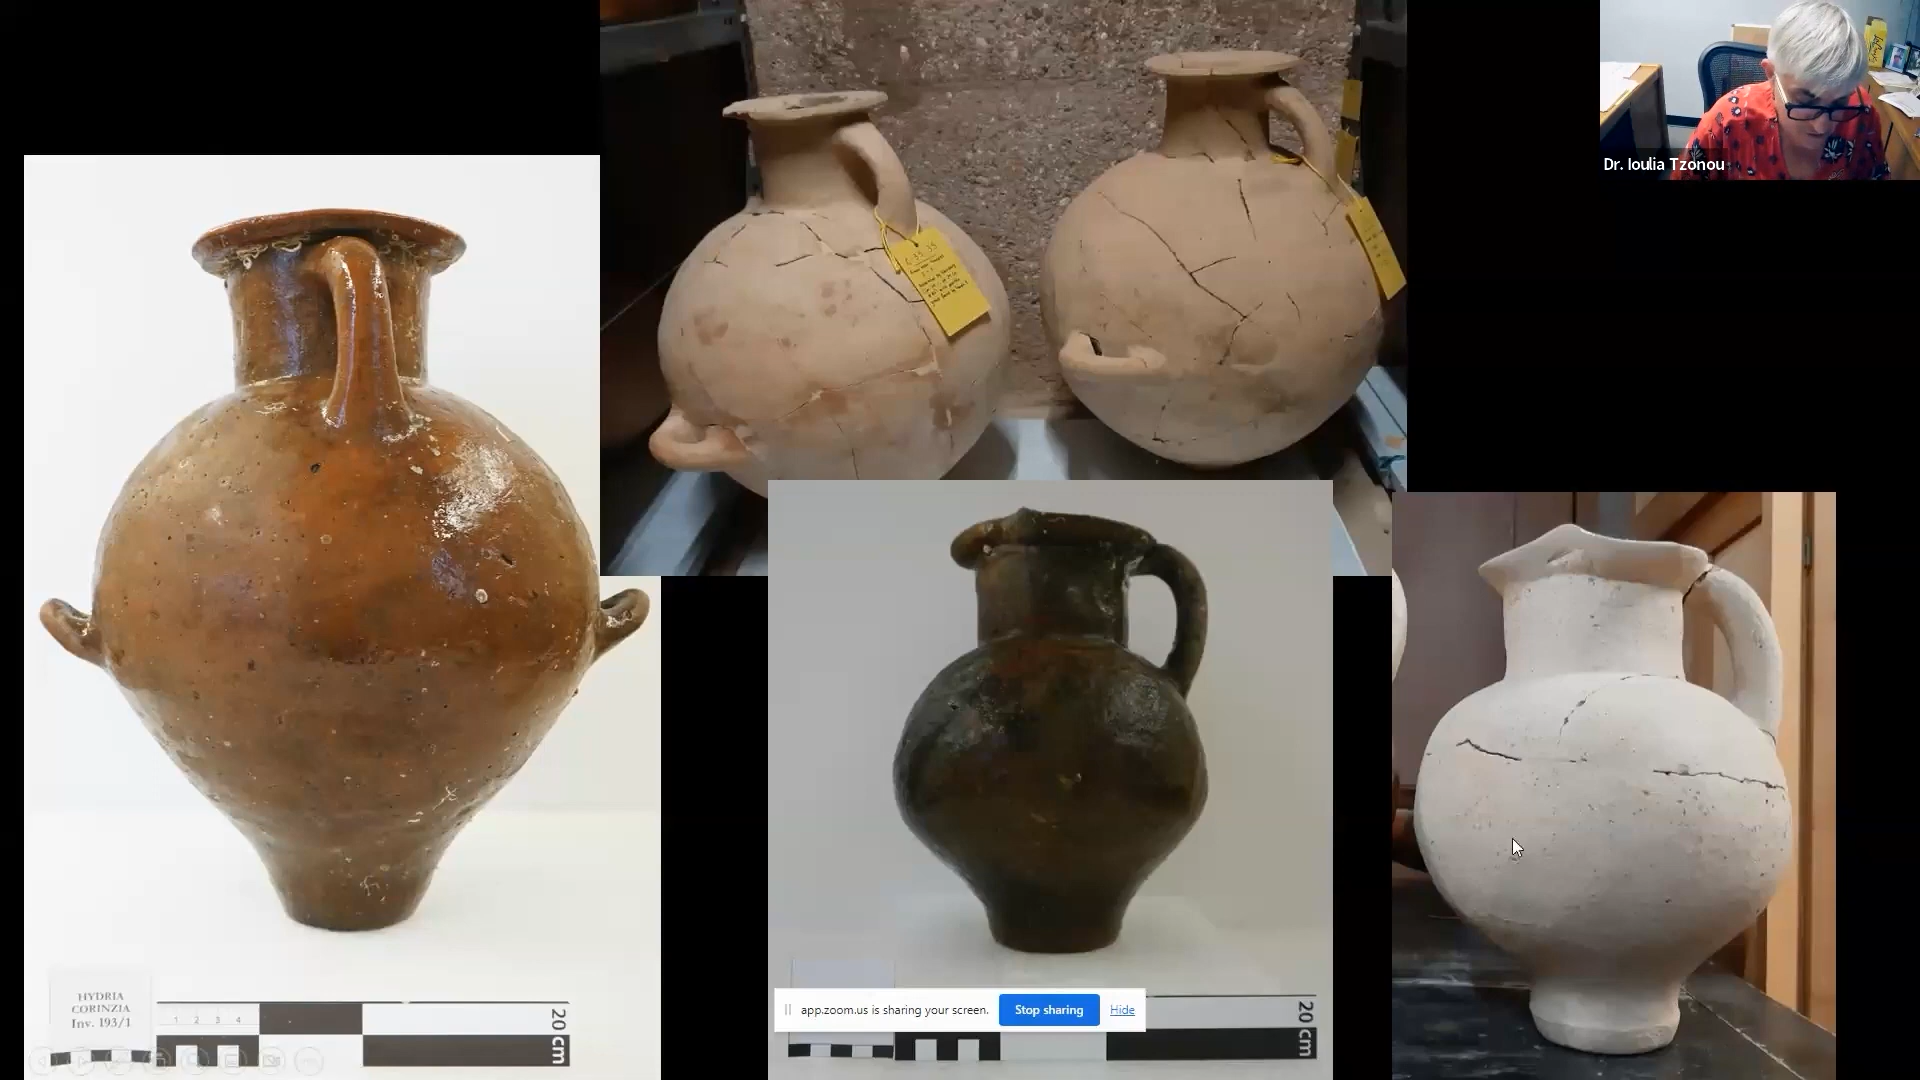 Dr. Ioulia Tzonou
HYDRIA
CORINZIA
Inv. 193/1
1 2 3 4
20 cm
app.zoom.us is sharing your screen.
Stop sharing
Hide
20 cm